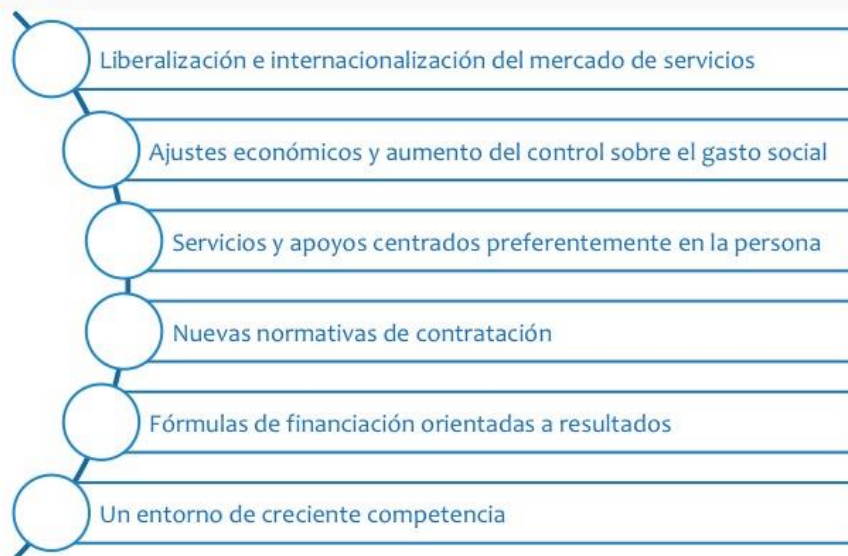 Liberalización e internacionalización del mercado de servicios
Ajustes económicos y aumento del control sobre el gasto social
Servicios y apoyos centrados preferentemente en la persona
Nuevas normativas de contratación
Fórmulas de financiación orientadas a resultados
Un entorno de creciente competencia